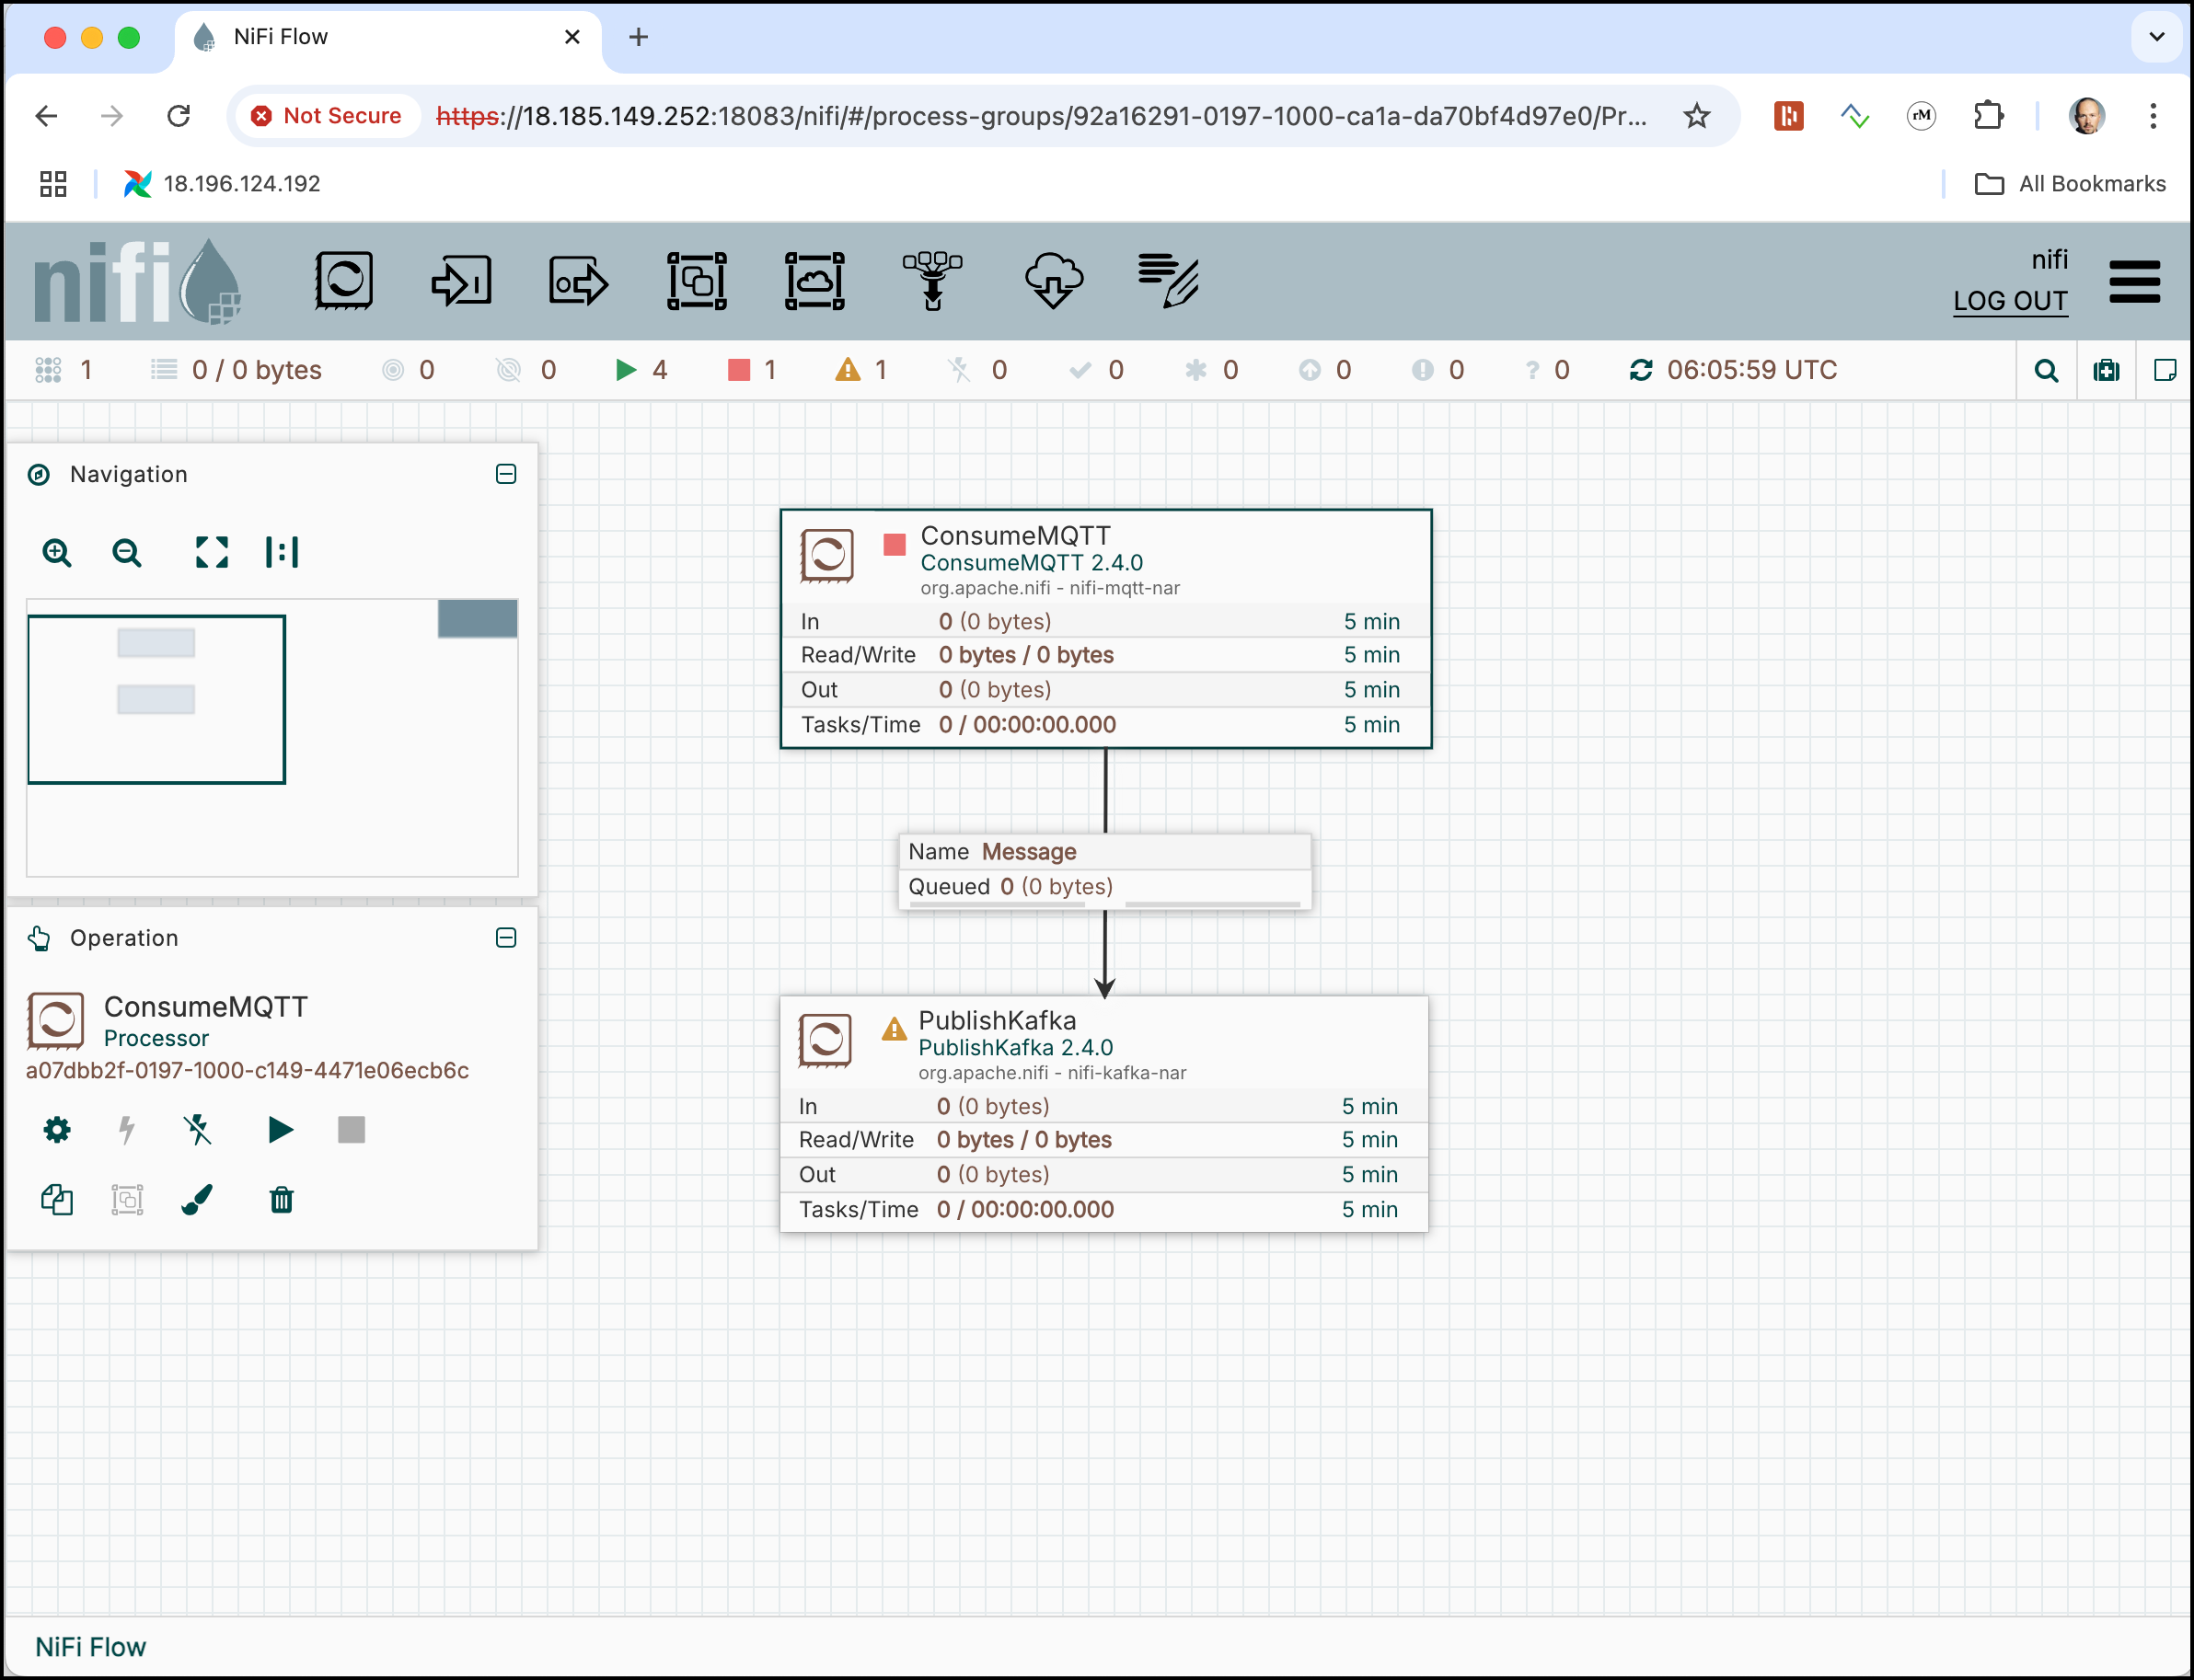 NiFi Flow
Not Secure https://18.185.149.252:18083/nifi/#/process-groups/92a16291-0197-1000-ca1a-da70bf4d97e0/Pr...
rM
18.196.124.192
All Bookmarks
nifi
nifi
LOG OUT
1 0 / 0 bytes 0 0 4 1 1 0 0 0 0 0 ? 0 06:05:59 UTC
Navigation
Operation
ConsumeMQTT
Processor
a07dbb2f-0197-1000-c149-4471e06ecb6c
ConsumeMQTT
ConsumeMQTT 2.4.0
org.apache.nifi - nifi-mqtt-nar
In 0 (0 bytes) 5 min
Read/Write 0 bytes / 0 bytes 5 min
Out 0 (0 bytes) 5 min
Tasks/Time 0 / 00:00:00.000 5 min
Name Message
Queued 0 (0 bytes)
PublishKafka
PublishKafka 2.4.0
org.apache.nifi - nifi-kafka-nar
In 0 (0 bytes) 5 min
Read/Write 0 bytes / 0 bytes 5 min
Out 0 (0 bytes) 5 min
Tasks/Time 0 / 00:00:00.000 5 min
NiFi Flow